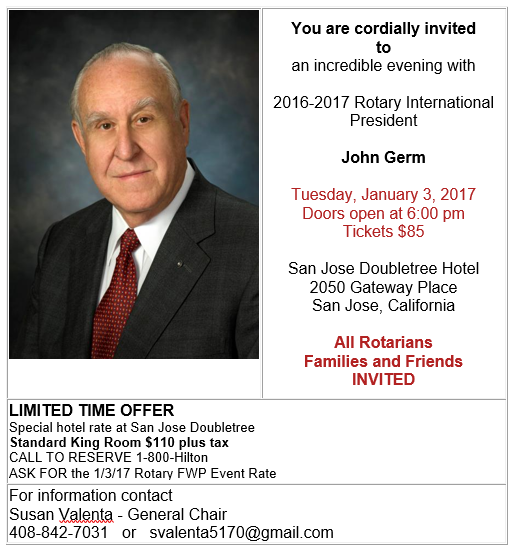 You are cordially invited
to
an incredible evening with
2016-2017 Rotary International
President
John Germ
Tuesday, January 3, 2017
Doors open at 6:00 pm
Tickets $85
San Jose Doubletree Hotel
2050 Gateway Place
San Jose, California
All Rotarians
Families and Friends
INVITED
LIMITED TIME OFFER
Special hotel rate at San Jose Doubletree
Standard King Room $110 plus tax
CALL TO RESERVE 1-800-Hilton
ASK FOR the 1/3/17 Rotary FWP Event Rate
For information contact
Susan Valenta - General Chair
408-842-7031   or   svalenta5170@gmail.com